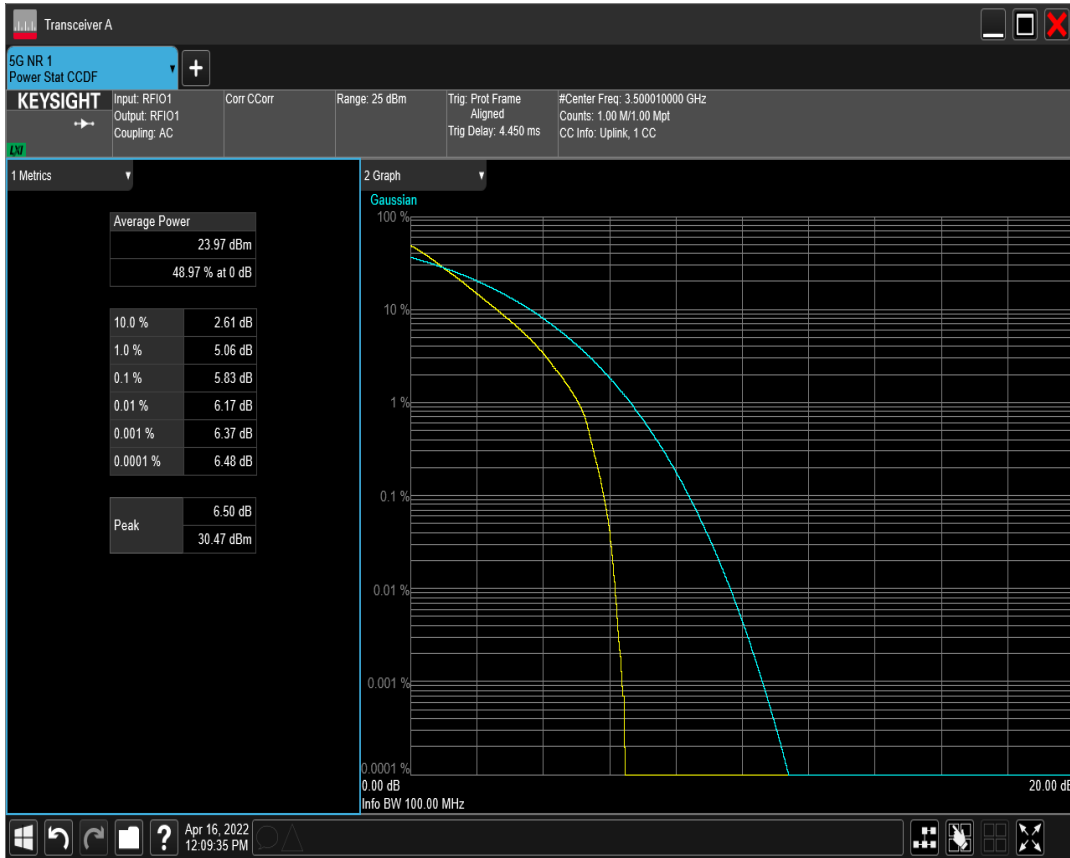 Transceiver A
5G NR 1
Power Stat CCDF
KEYSIGHT
LXI
Input: RFIO1
Output: RFIO1
Coupling: AC
Corr CCorr
Range: 25 dBm
Trig: Prot Frame
Aligned
Trig Delay: 4.450 ms
#Center Freq: 3.500010000 GHz
Counts: 1.00 M/1.00 Mpt
CC Info: Uplink, 1 CC
1 Metrics
Average Power
23.97 dBm
48.97 % at 0 dB
10.0 % 2.61 dB
1.0 % 5.06 dB
0.1 % 5.83 dB
0.01 % 6.17 dB
0.001 % 6.37 dB
0.0001 % 6.48 dB
Peak
6.50 dB
30.47 dBm
2 Graph
Gaussian
100 %
10 %
1 %
0.1 %
0.01 %
0.001 %
0.0001 %
0.00 dB 20.00 dB
Info BW 100.00 MHz
?
Apr 16, 2022
12:09:35 PM